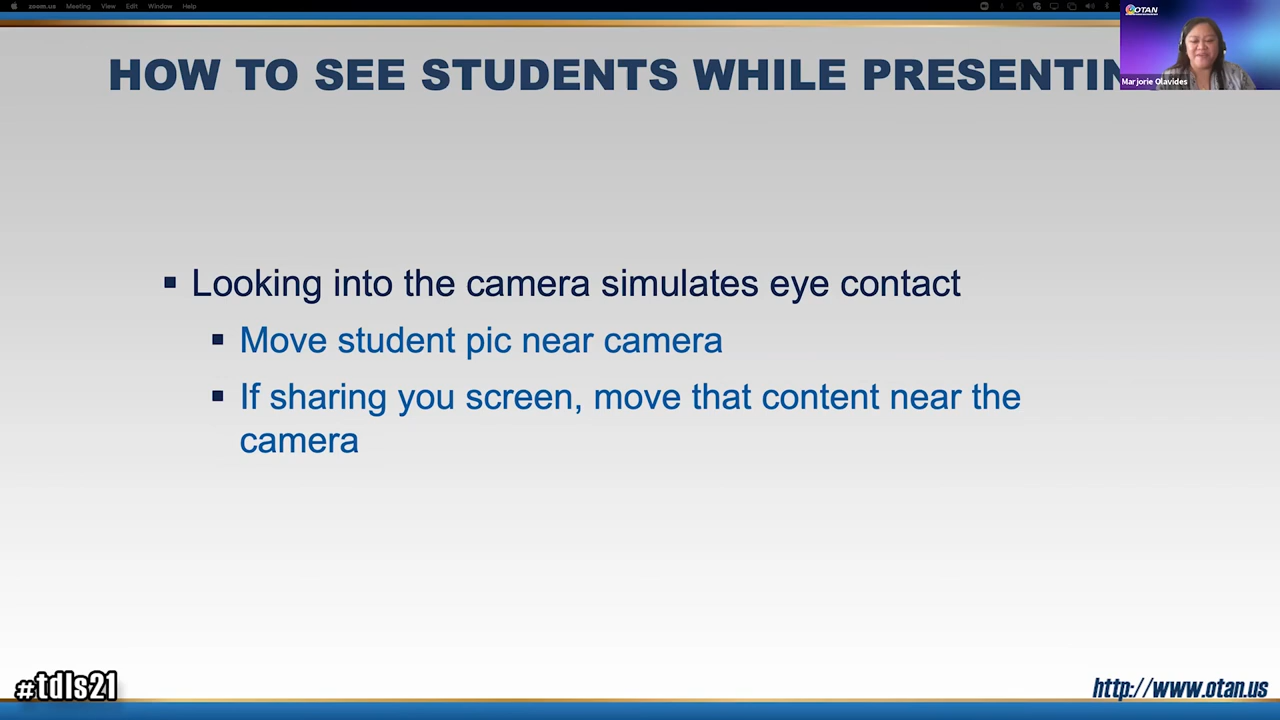 zoom.us Meeting View Edit Window Help
OTAN
Marjorie Olavides
HOW TO SEE STUDENTS WHILE PRESENTIN
Looking into the camera simulates eye contact
Move student pic near camera
If sharing you screen, move that content near the
camera
#tdls21
http://www.otan.us